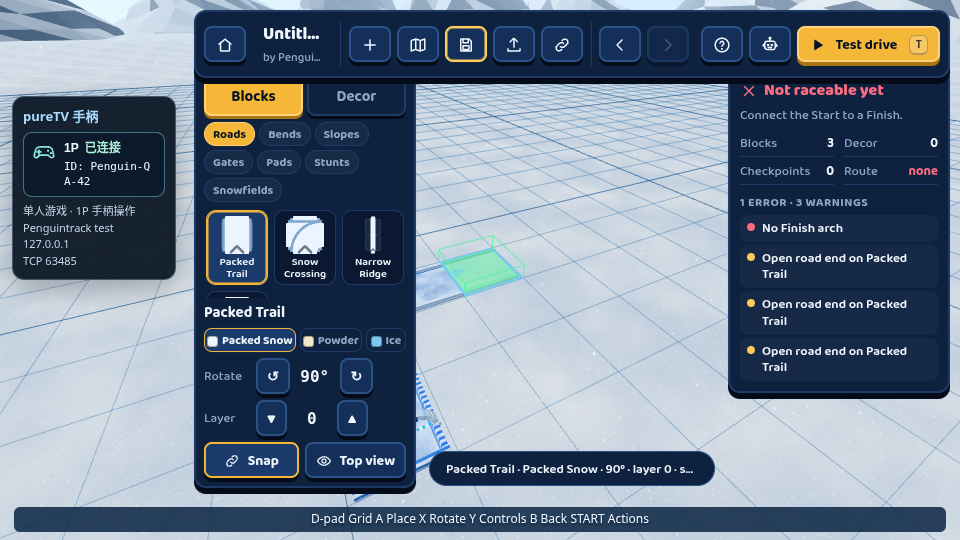 Untitl...
by Pengui...
Test drive
T
pureTV 手柄
1P 已连接
ID: Penguin-Q
A-42
单人游戏 · 1P 手柄操作
Penguintrack test
127.0.0.1
TCP 63485
Blocks
Decor
Roads
Bends
Slopes
Gates
Pads
Stunts
Snowfields
Packed
Trail
Snow
Crossing
Narrow
Ridge
Packed Trail
Packed Snow
Powder
Ice
Rotate
90°
Layer
0
Snap
Top view
Not raceable yet
Connect the Start to a Finish.
Blocks 3
Decor 0
Checkpoints 0
Route none
1 ERROR · 3 WARNINGS
No Finish arch
Open road end on Packed
Trail
Open road end on Packed
Trail
Open road end on Packed
Trail
Packed Trail · Packed Snow · 90° · layer 0 · s...
D-pad Grid A Place X Rotate Y Controls B Back START Actions